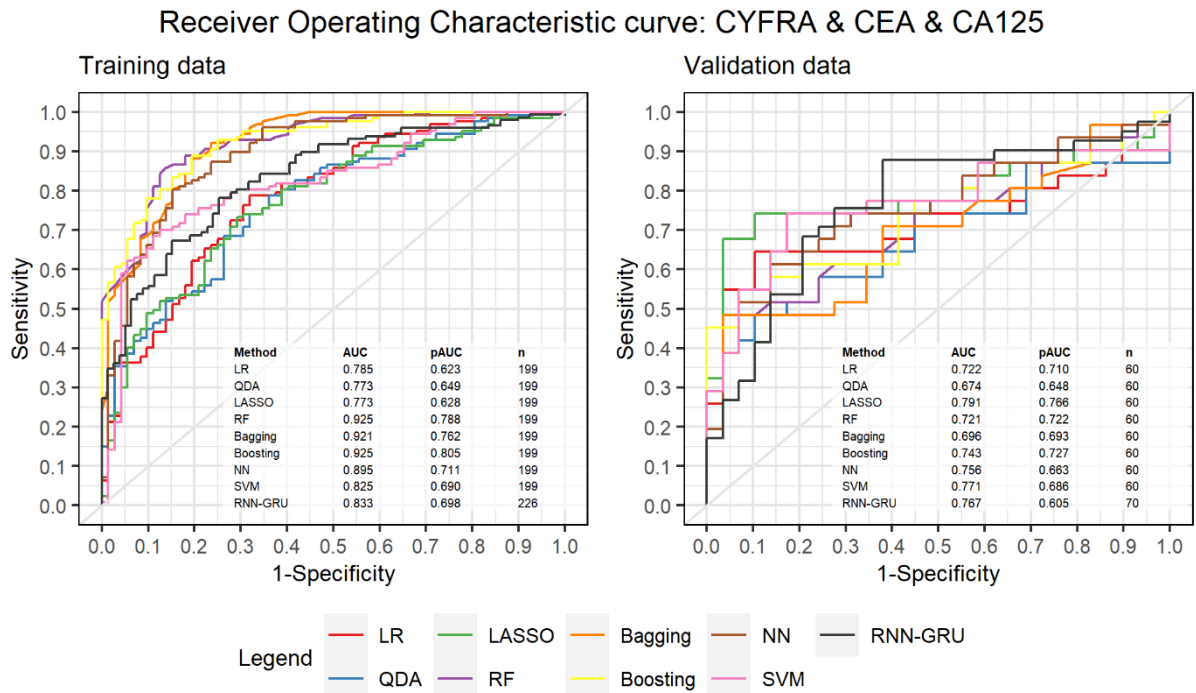 Receiver Operating Characteristic curve: CYFRA & CEA & CA125
Training data
Sensitivity
1.0
0.9
0.8
0.7
0.6
0.5
0.4
0.3
0.2
0.1
0.0
Method AUC pAUC n
LR 0.785 0.623 199
QDA 0.773 0.649 199
LASSO 0.773 0.628 199
RF 0.925 0.788 199
Bagging 0.921 0.762 199
Boosting 0.925 0.805 199
NN 0.895 0.711 199
SVM 0.825 0.690 199
RNN-GRU 0.833 0.698 226
0.0 0.1 0.2 0.3 0.4 0.5 0.6 0.7 0.8 0.9 1.0
1-Specificity
Validation data
Sensitivity
1.0
0.9
0.8
0.7
0.6
0.5
0.4
0.3
0.2
0.1
0.0
Method AUC pAUC n
LR 0.722 0.710 60
QDA 0.674 0.648 60
LASSO 0.791 0.766 60
RF 0.721 0.722 60
Bagging 0.696 0.693 60
Boosting 0.743 0.727 60
NN 0.756 0.663 60
SVM 0.771 0.686 60
RNN-GRU 0.767 0.605 70
0.0 0.1 0.2 0.3 0.4 0.5 0.6 0.7 0.8 0.9 1.0
1-Specificity
Legend
LR LASSO Bagging NN RNN-GRU
QDA RF Boosting SVM